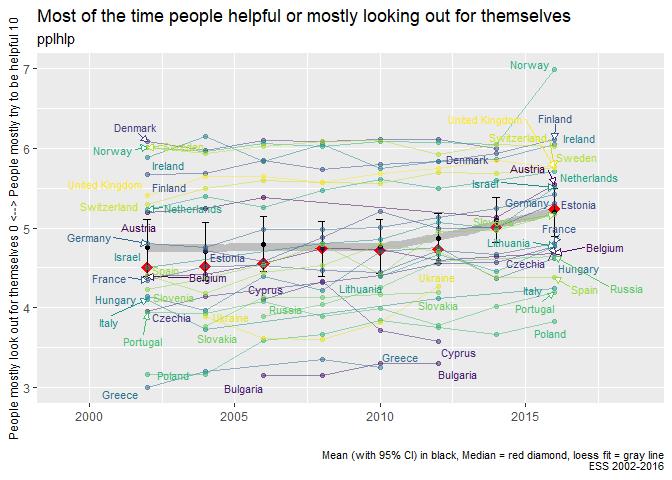 Most of the time people helpful or mostly looking out for themselves
pplhlp
People mostly look out for themselves 0 <--> People mostly try to be helpful 10
7
6
5
4
3
Norway
Denmark
United Kingdom
Finland
Norway
Sweden
Switzerland
Ireland
Ireland
Denmark
Sweden
Austria
Netherlands
United Kingdom
Finland
Israel
Switzerland
Netherlands
Germany
Estonia
Austria
Germany
France
Israel
Estonia
Lithuania
Belgium
Spain
Czechia
France
Belgium
Hungary
Ukraine
Hungary
Slovenia
Cyprus
Lithuania
Italy
Spain
Russia
Slovenia
Italy
Czechia
Ukraine
Russia
Slovakia
Portugal
Portugal
Slovakia
Poland
Cyprus
Greece
Poland
Greece
Bulgaria
Bulgaria
2000
2005
2010
2015
Mean (with 95% CI) in black, Median = red diamond, loess fit = gray line
ESS 2002-2016